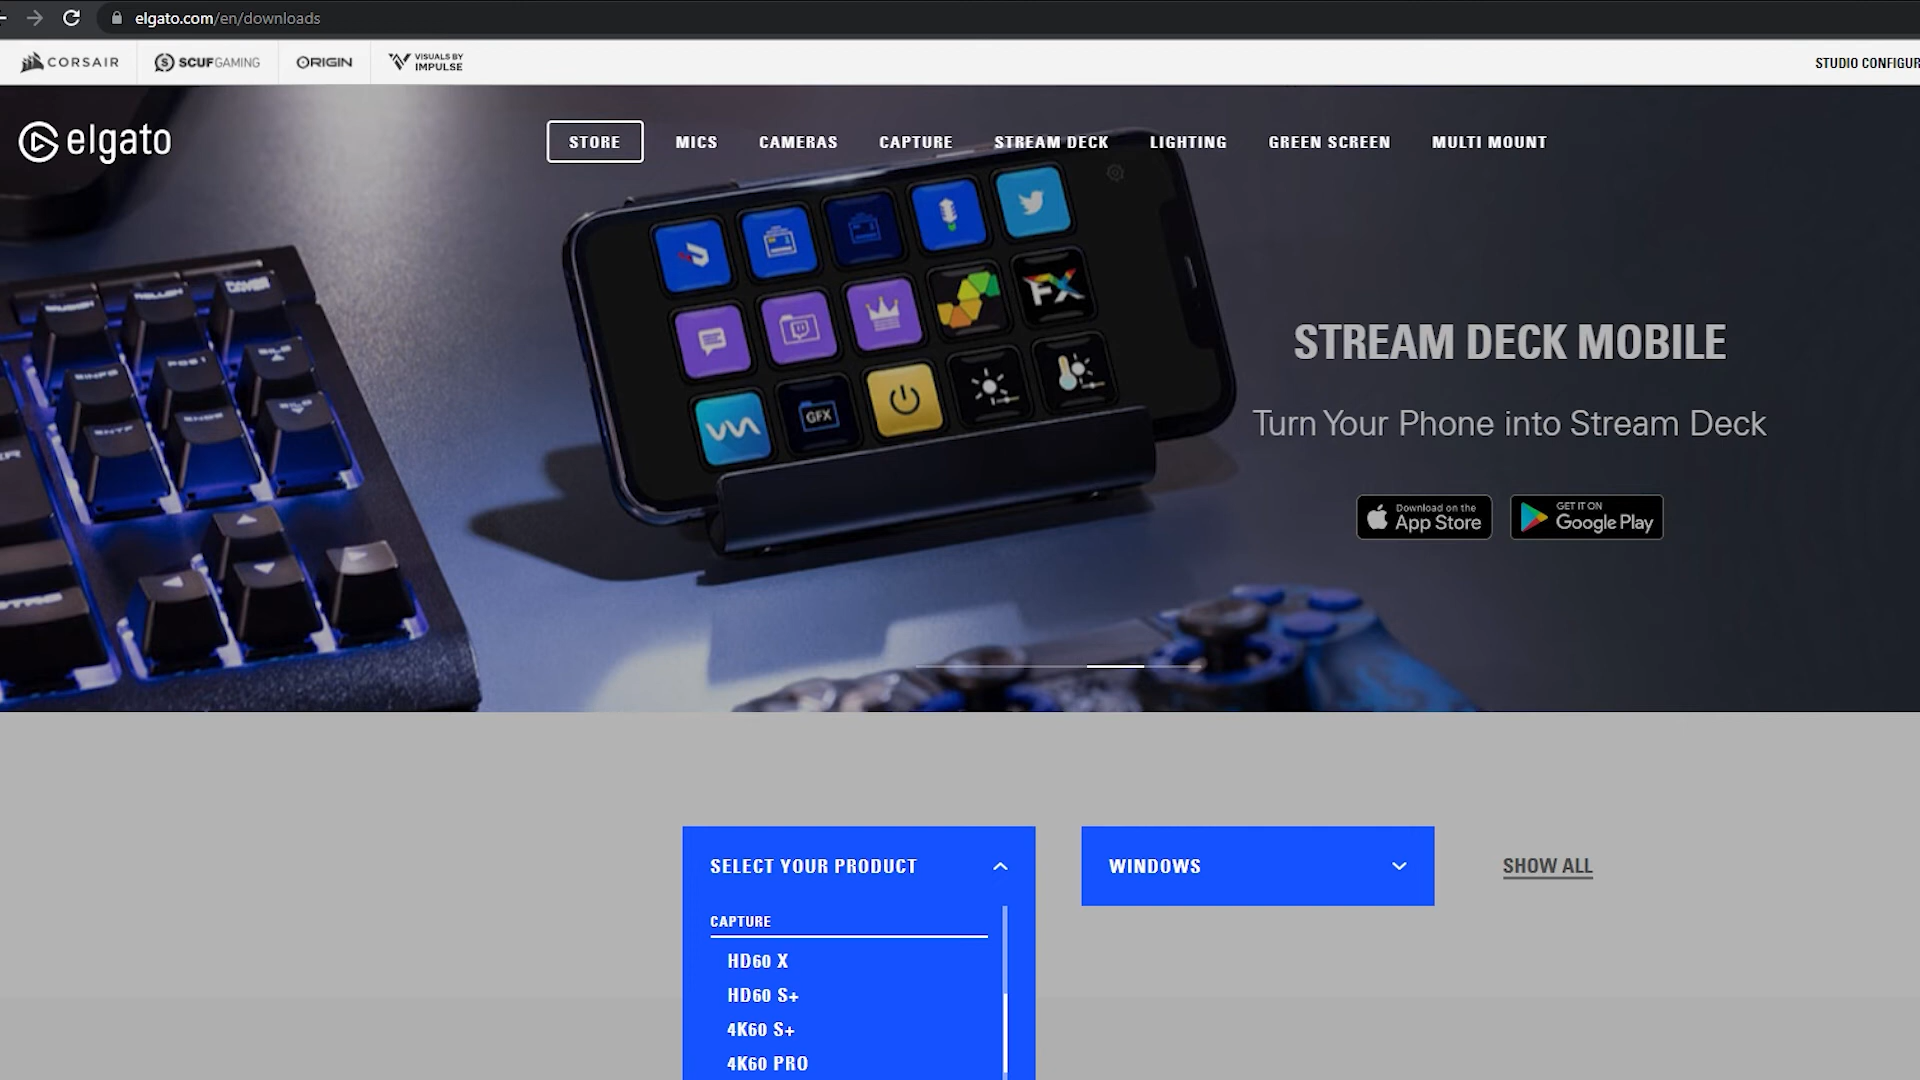 elgato.com/en/downloads
CORSAIR
SCUFGAMING
ORIGIN
VISUALS BY
IMPULSE
STUDIO CONFIGUR
elgato
STORE
MICS
CAMERAS
CAPTURE
STREAM DECK
LIGHTING
GREEN SCREEN
MULTI MOUNT
FX
GFX
STREAM DECK MOBILE
Turn Your Phone into Stream Deck
Download on the
App Store
GET IT ON
Google Play
SELECT YOUR PRODUCT
WINDOWS
SHOW ALL
CAPTURE
HD60 X
HD60 S+
4K60 S+
4K60 PRO